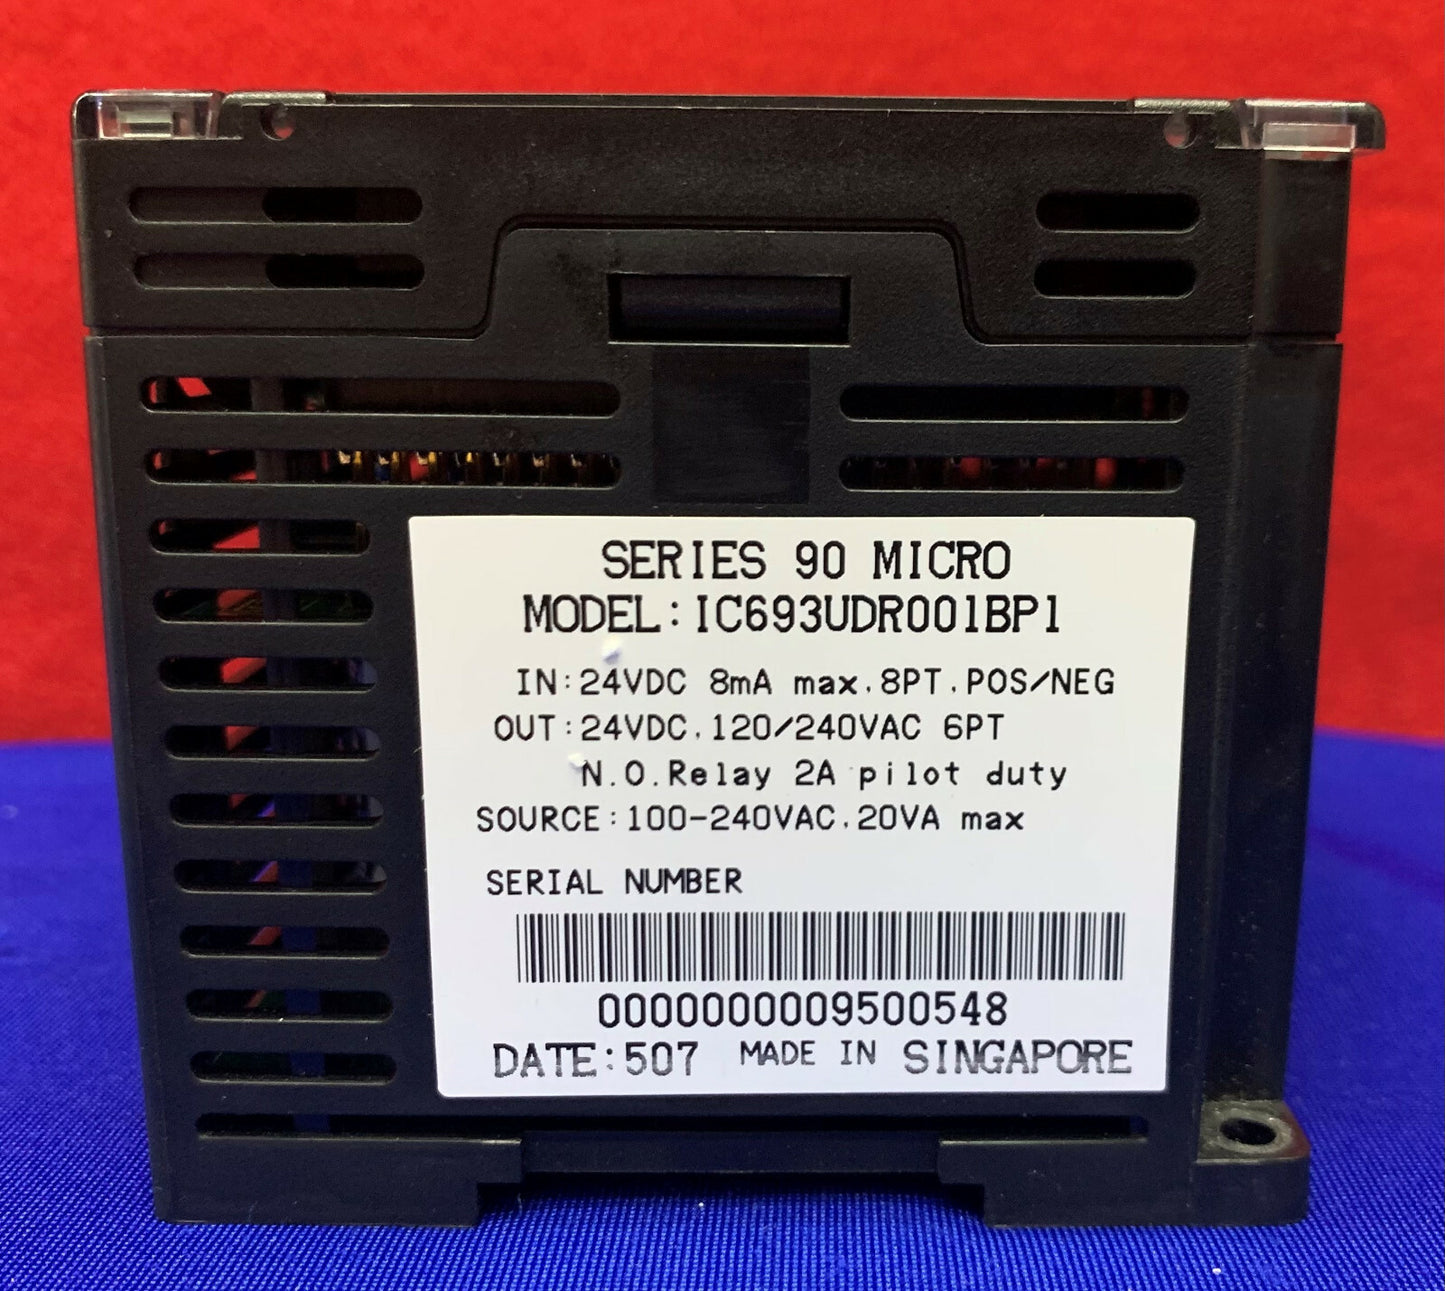 SERIES 90 MICRO
MODEL:IC693UDR001BP1
IN:24VDC 8mA max.8PT.POS/NEG
OUT:24VDC.120/240VAC 6PT
N.O.Relay 2A pilot duty
SOURCE:100-240VAC.20VA max
SERIAL NUMBER
0000000009500548
DATE:507 MADE IN SINGAPORE